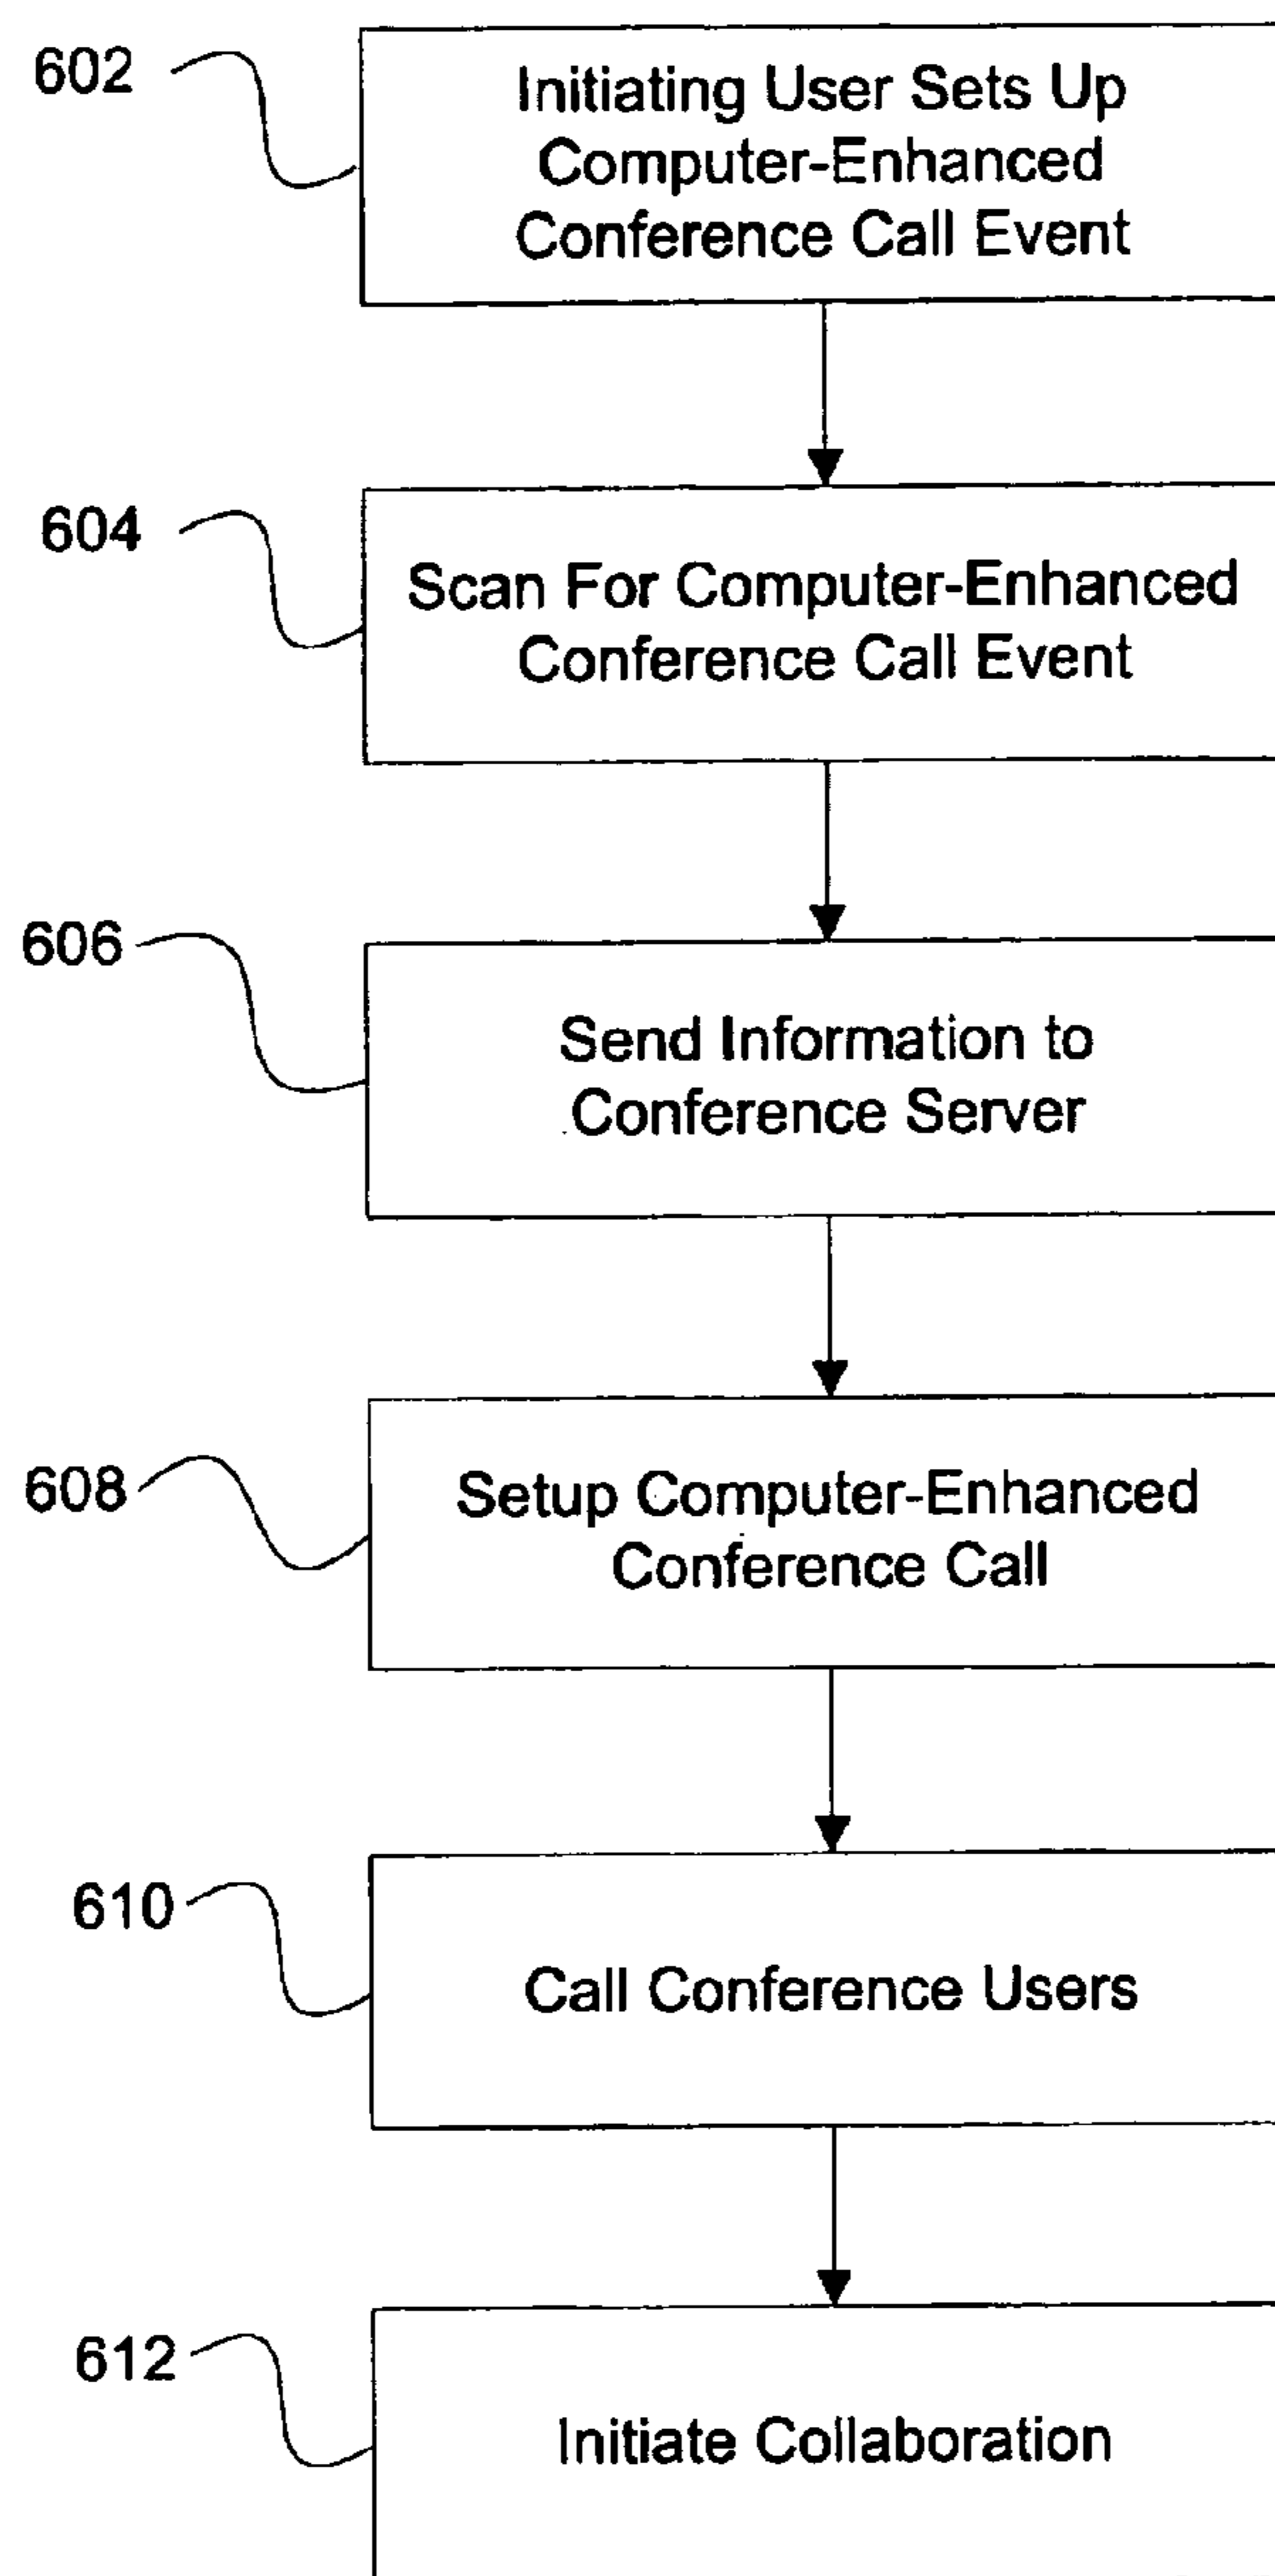 602
Initiating User Sets Up
Computer-Enhanced
Conference Call Event
604
Scan For Computer-Enhanced
Conference Call Event
606
Send Information to
Conference Server
608
Setup Computer-Enhanced
Conference Call
610
Call Conference Users
612
Initiate Collaboration